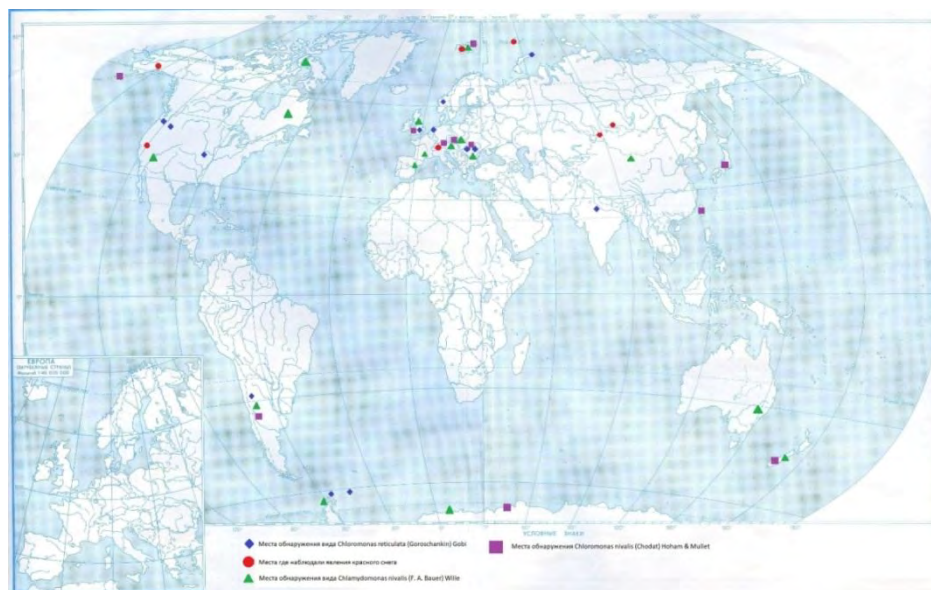 ЕВРОПА
УСЛОВНЫЕ ЗНАКИ
Места обнаружения вида Chloromonas reticulata (Goroschankin) Gobi
Места обнаружения Chloromonas nivalis (Chodat) Hoham & Mullet
Места где наблюдали явления красного снега
Места обнаружения вида Chlamydomonas nivalis (F. A. Bauer) Wille